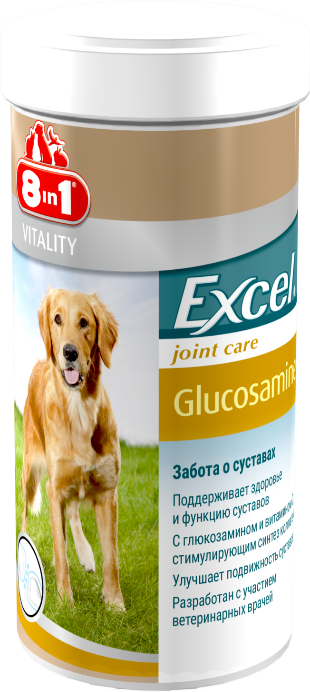 8in1
VITALITY
Excel
joint care
Glucosamine
Забота о суставах
Поддерживает здоровье
и функцию суставов
С глюкозамином и витамином
стимулирующим синтез
Улучшает подвижность
Разработан с участием
ветеринарных врачей